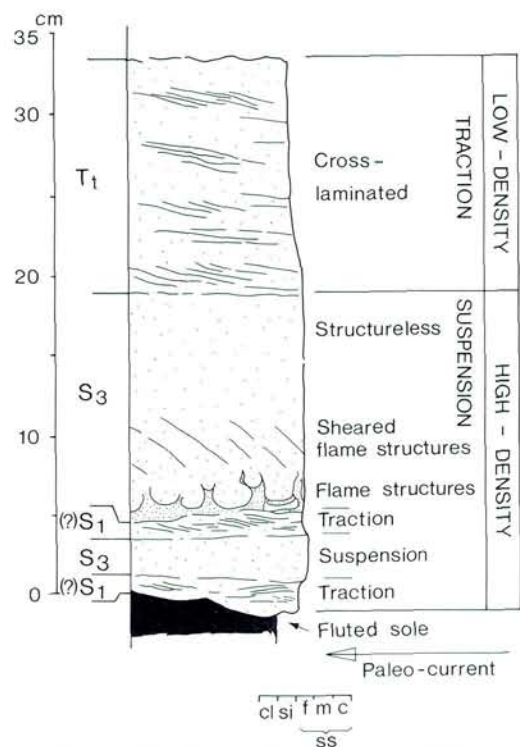 cm
35
30
20
10
0
Tt
S3
(?)S1
S3
(?)S1
Cross-
laminated
Structureless
Sheared
flame structures
Flame structures
Traction
Suspension
Traction
Fluted sole
Paleo-current
TRACTION
SUSPENSION
LOW-DENSITY
HIGH-DENSITY
cl si f m c
ss